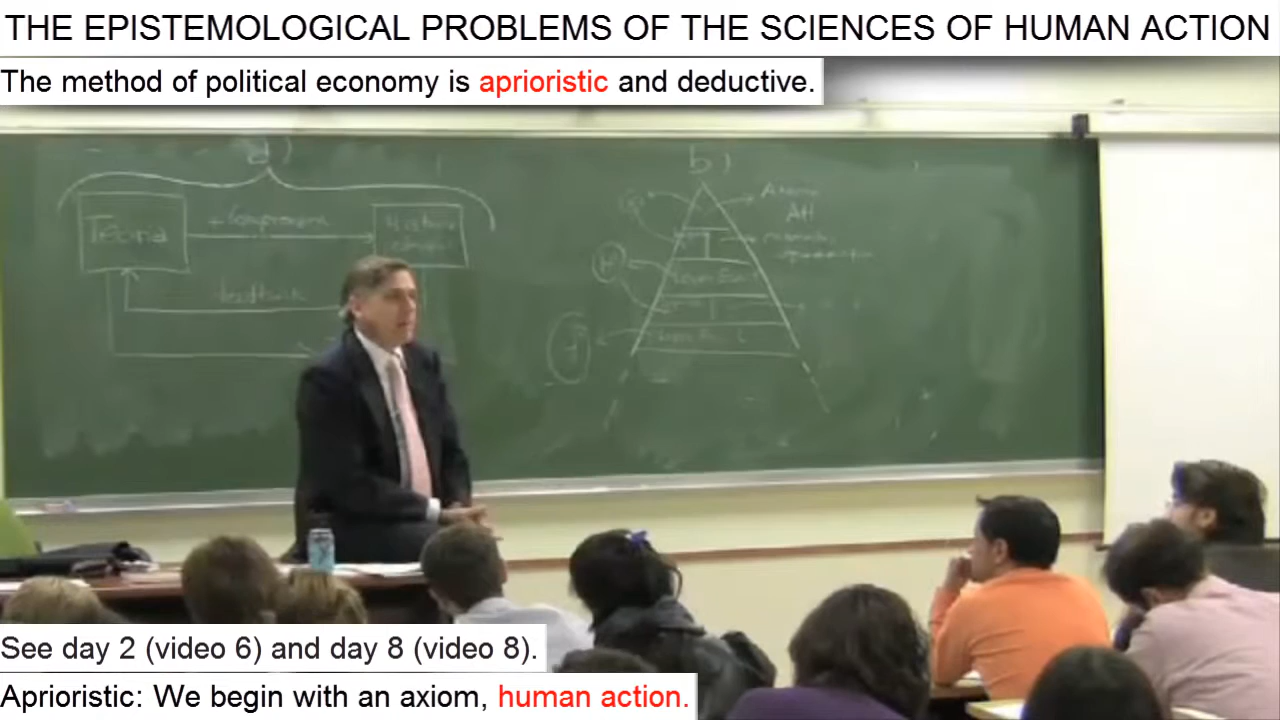 THE EPISTEMOLOGICAL PROBLEMS OF THE SCIENCES OF HUMAN ACTION
The method of political economy is aprioristic and deductive.
a)
b)
Teoria
feedback
See day 2 (video 6) and day 8 (video 8).
Aprioristic: We begin with an axiom, human action.